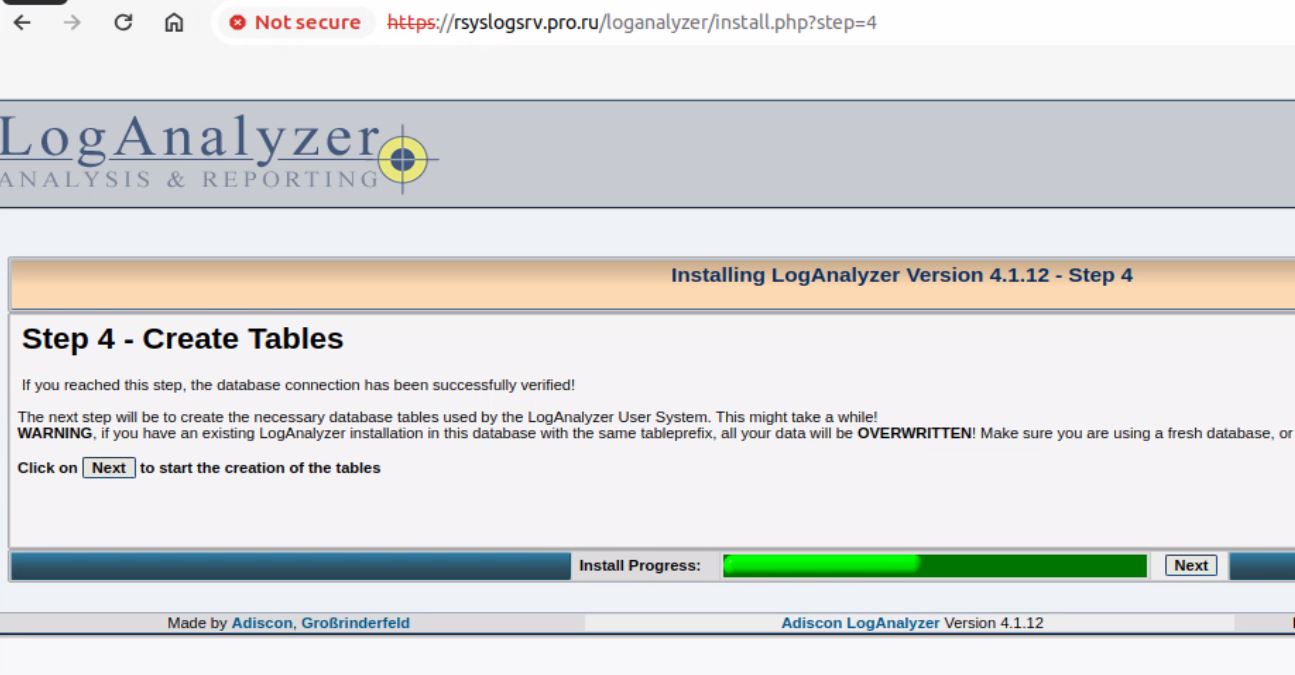 Not secure https://rsyslogsrv.pro.ru/loganalyzer/install.php?step=4
LogAnalyzer
ANALYSIS & REPORTING
Installing LogAnalyzer Version 4.1.12 - Step 4
Step 4 - Create Tables
If you reached this step, the database connection has been successfully verified!
The next step will be to create the necessary database tables used by the LogAnalyzer User System. This might take a while!
WARNING, if you have an existing LogAnalyzer installation in this database with the same tableprefix, all your data will be OVERWRITTEN! Make sure you are using a fresh database, or
Click on Next to start the creation of the tables
Install Progress: Next
Made by Adiscon, Großrinderfeld Adiscon LogAnalyzer Version 4.1.12